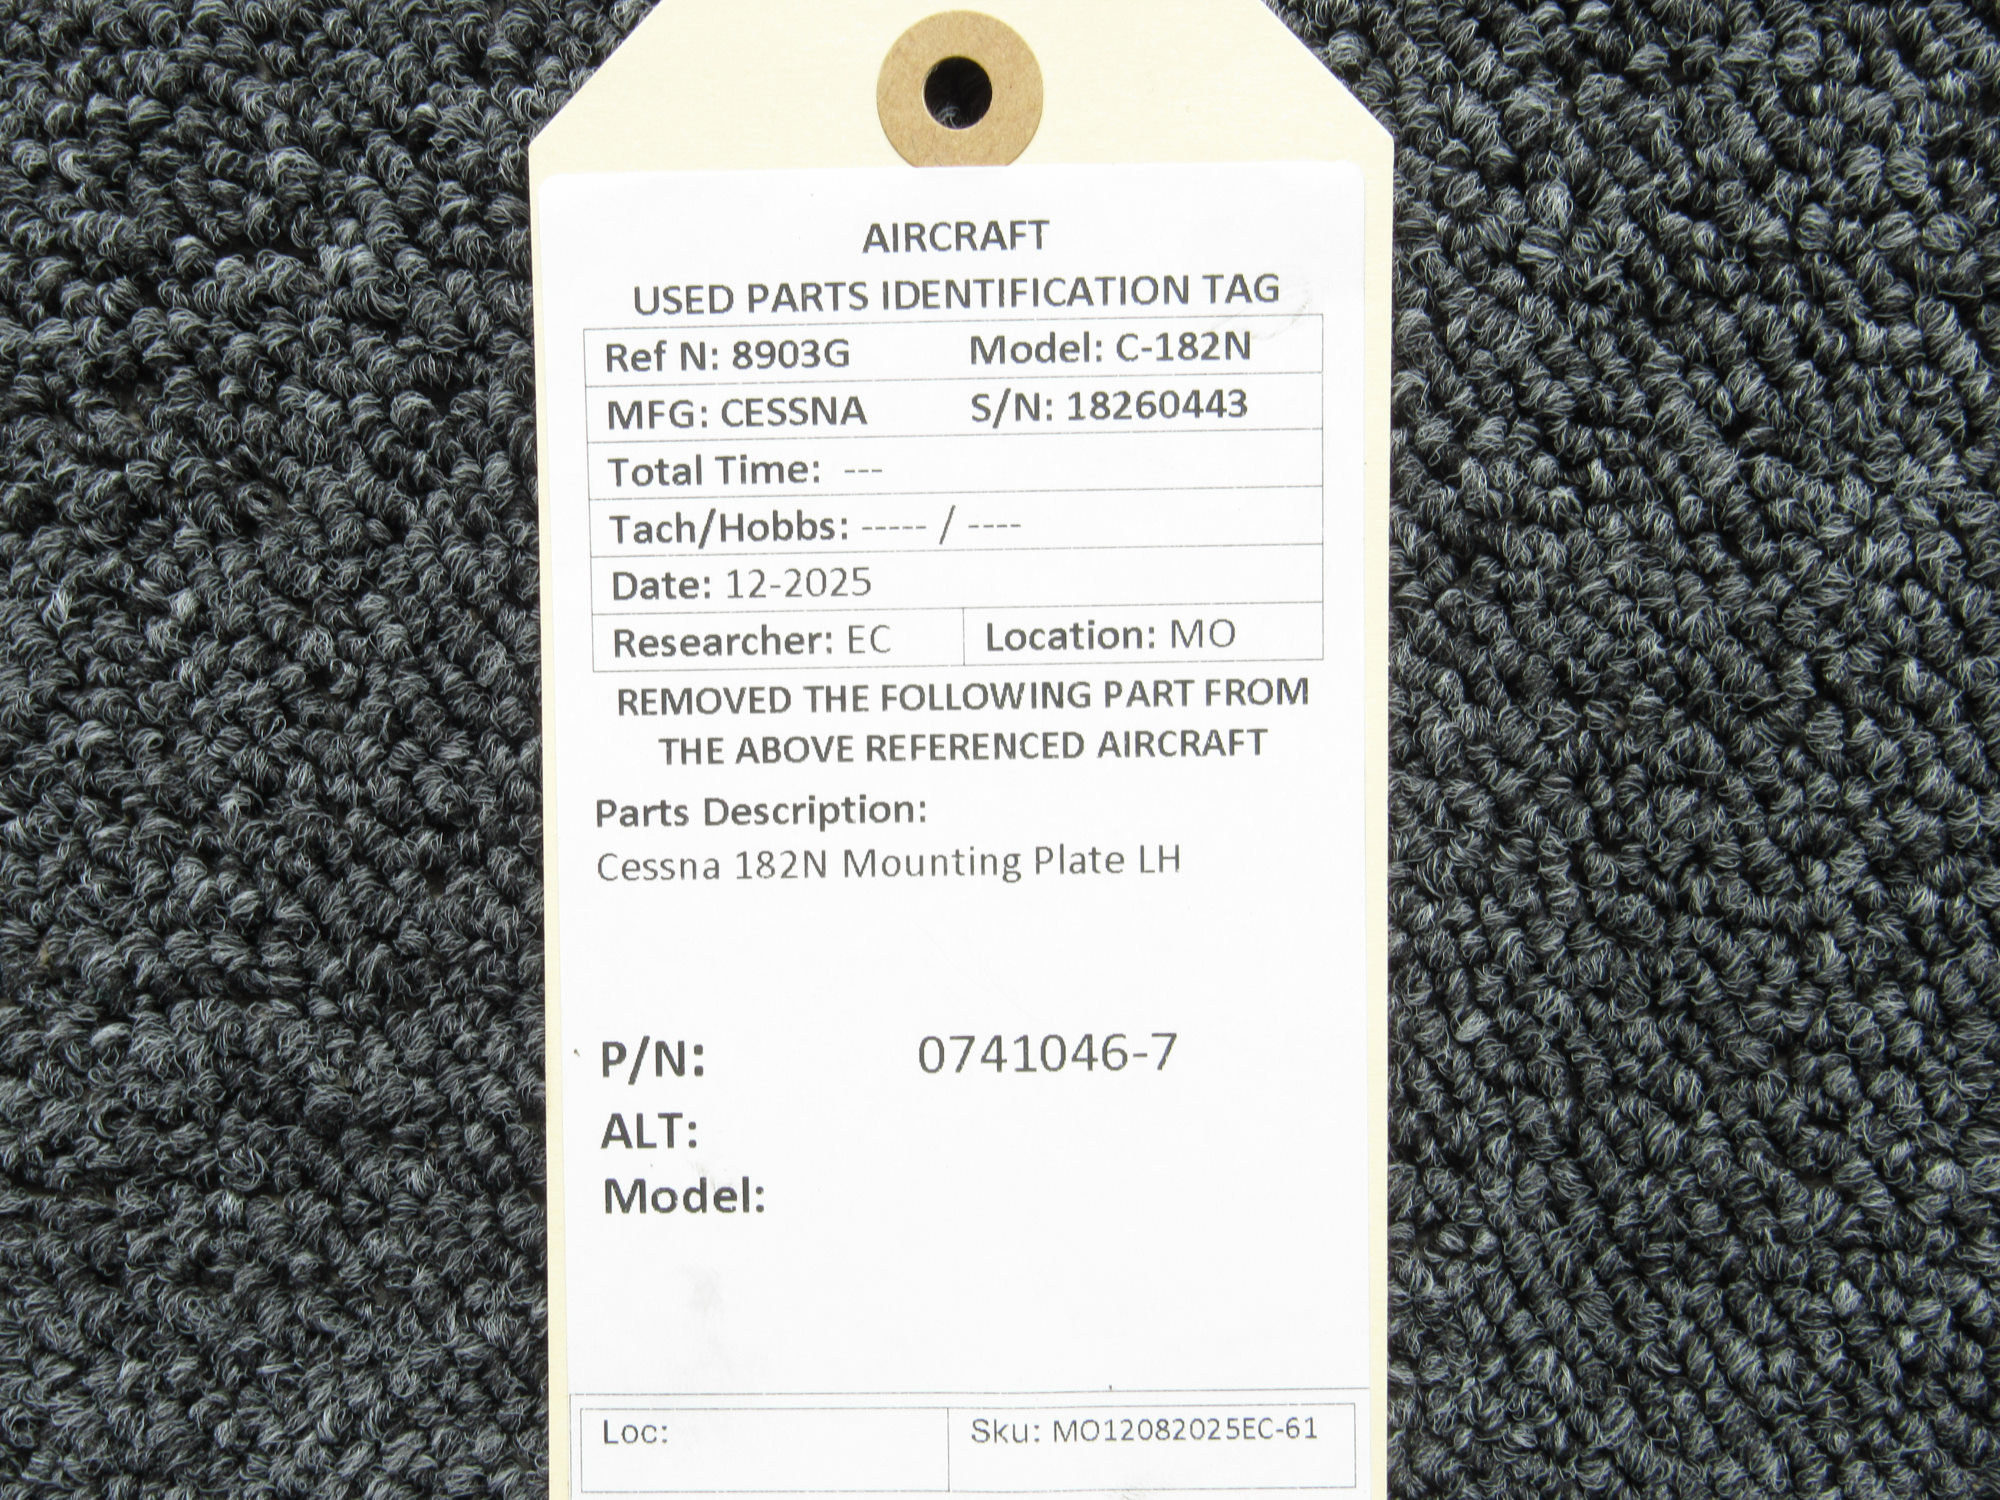 AIRCRAFT
USED PARTS IDENTIFICATION TAG
Ref N: 8903G Model: C-182N
MFG: CESSNA S/N: 18260443
Total Time: ---
Tach/Hobbs: ----- / ----
Date: 12-2025
Researcher: EC Location: MO
REMOVED THE FOLLOWING PART FROM
THE ABOVE REFERENCED AIRCRAFT
Parts Description:
Cessna 182N Mounting Plate LH
P/N: 0741046-7
ALT:
Model:
Loc: Sku: MO12082025EC-61